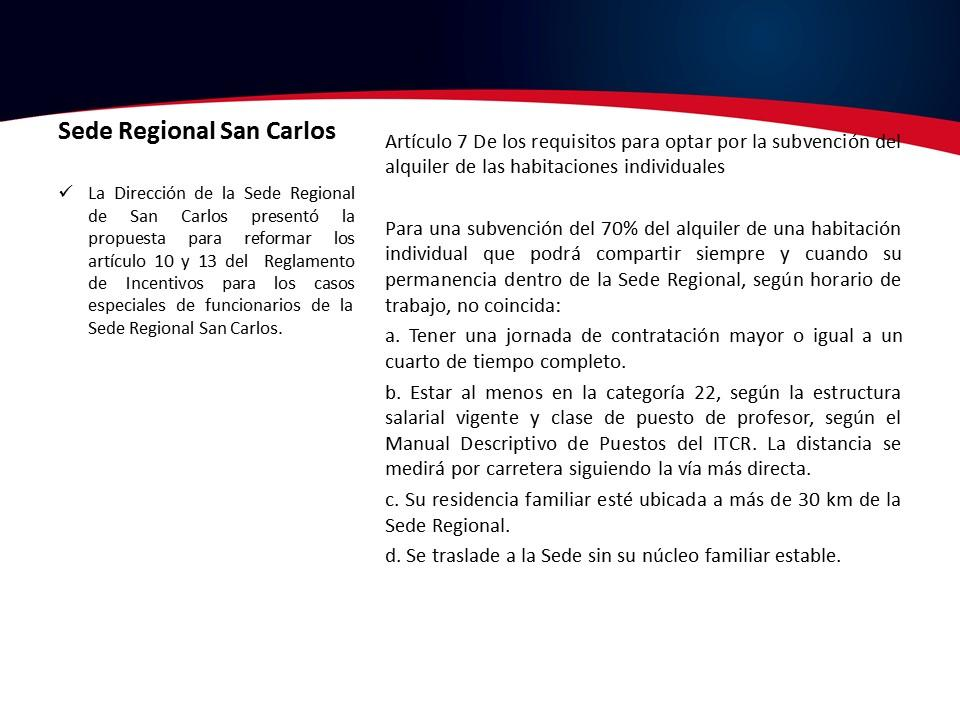 Sede Regional San Carlos
✓ La Dirección de la Sede Regional
de San Carlos presentó la
propuesta para reformar los
artículo 10 y 13 del Reglamento
de Incentivos para los casos
especiales de funcionarios de la
Sede Regional San Carlos.
Artículo 7 De los requisitos para optar por la subvención del
alquiler de las habitaciones individuales
Para una subvención del 70% del alquiler de una habitación
individual que podrá compartir siempre y cuando su
permanencia dentro de la Sede Regional, según horario de
trabajo, no coincida:
a. Tener una jornada de contratación mayor o igual a un
cuarto de tiempo completo.
b. Estar al menos en la categoría 22, según la estructura
salarial vigente y clase de puesto de profesor, según el
Manual Descriptivo de Puestos del ITCR. La distancia se
medirá por carretera siguiendo la vía más directa.
c. Su residencia familiar esté ubicada a más de 30 km de la
Sede Regional.
d. Se traslade a la Sede sin su núcleo familiar estable.